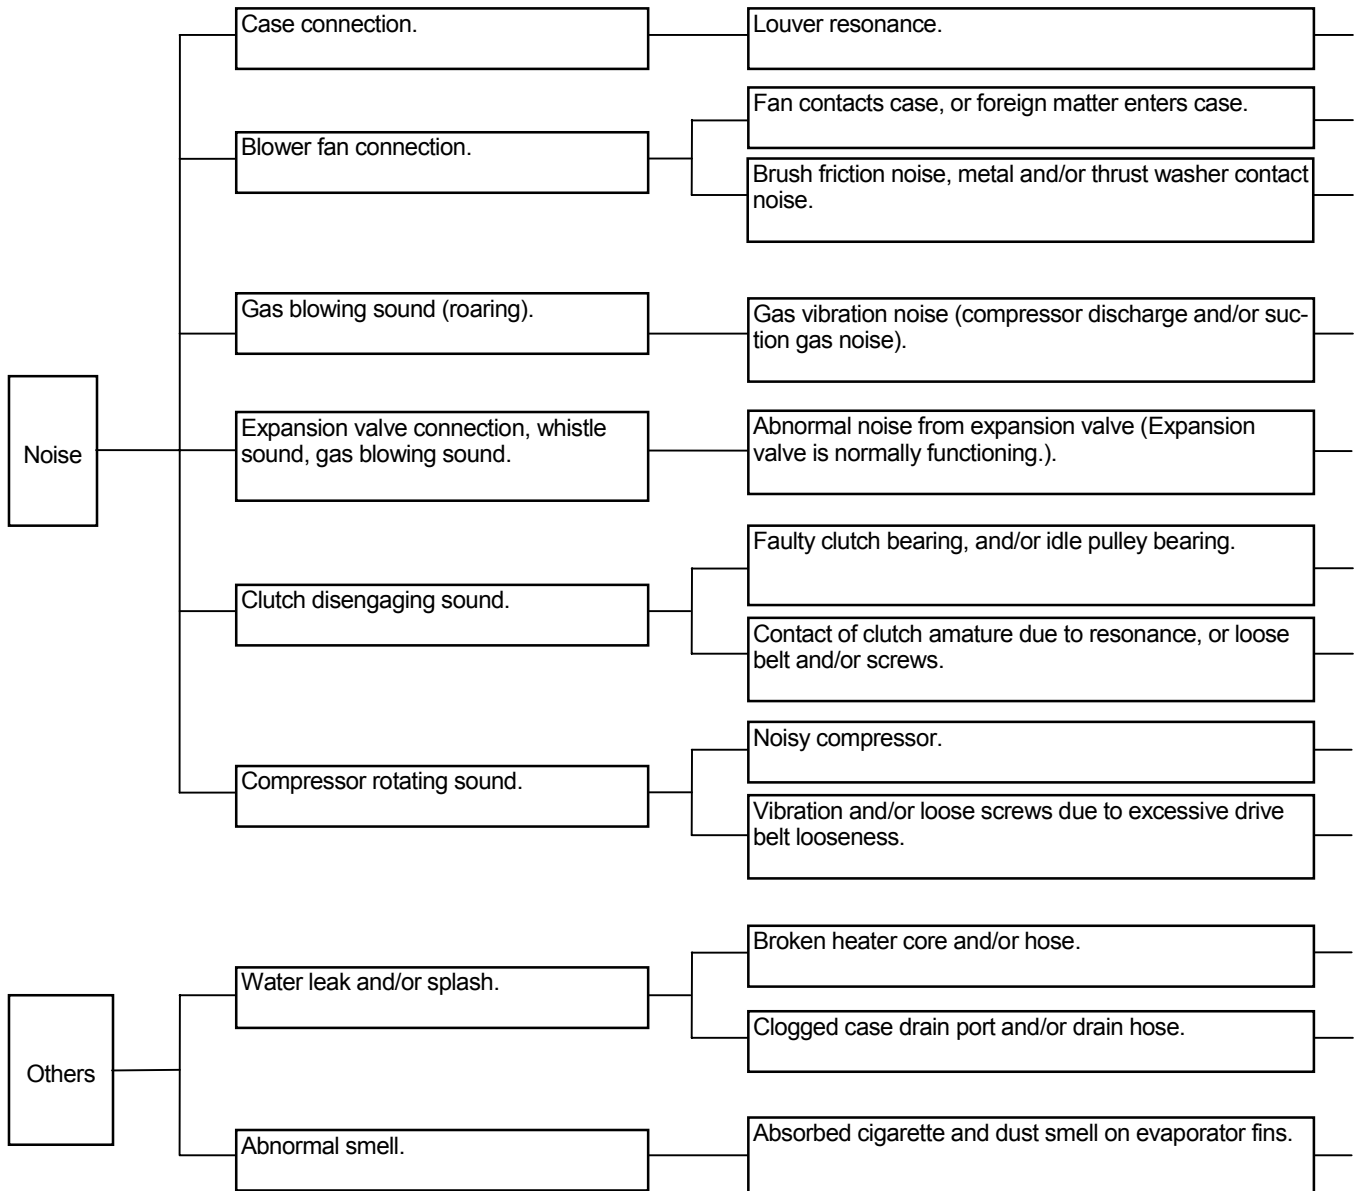 Case connection.
Louver resonance.
Fan contacts case, or foreign matter enters case.
Blower fan connection.
Brush friction noise, metal and/or thrust washer contact
noise.
Gas blowing sound (roaring).
Gas vibration noise (compressor discharge and/or suc-
tion gas noise).
Noise
Expansion valve connection, whistle
sound, gas blowing sound.
Abnormal noise from expansion valve (Expansion
valve is normally functioning.).
Faulty clutch bearing, and/or idle pulley bearing.
Clutch disengaging sound.
Contact of clutch amature due to resonance, or loose
belt and/or screws.
Noisy compressor.
Compressor rotating sound.
Vibration and/or loose screws due to excessive drive
belt looseness.
Broken heater core and/or hose.
Water leak and/or splash.
Clogged case drain port and/or drain hose.
Others
Abnormal smell.
Absorbed cigarette and dust smell on evaporator fins.